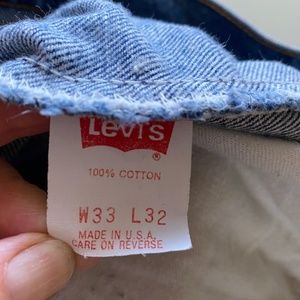 Levi's
®
100% COTTON
W33 L32
MADE IN U.S.A.
CARE ON REVERSE